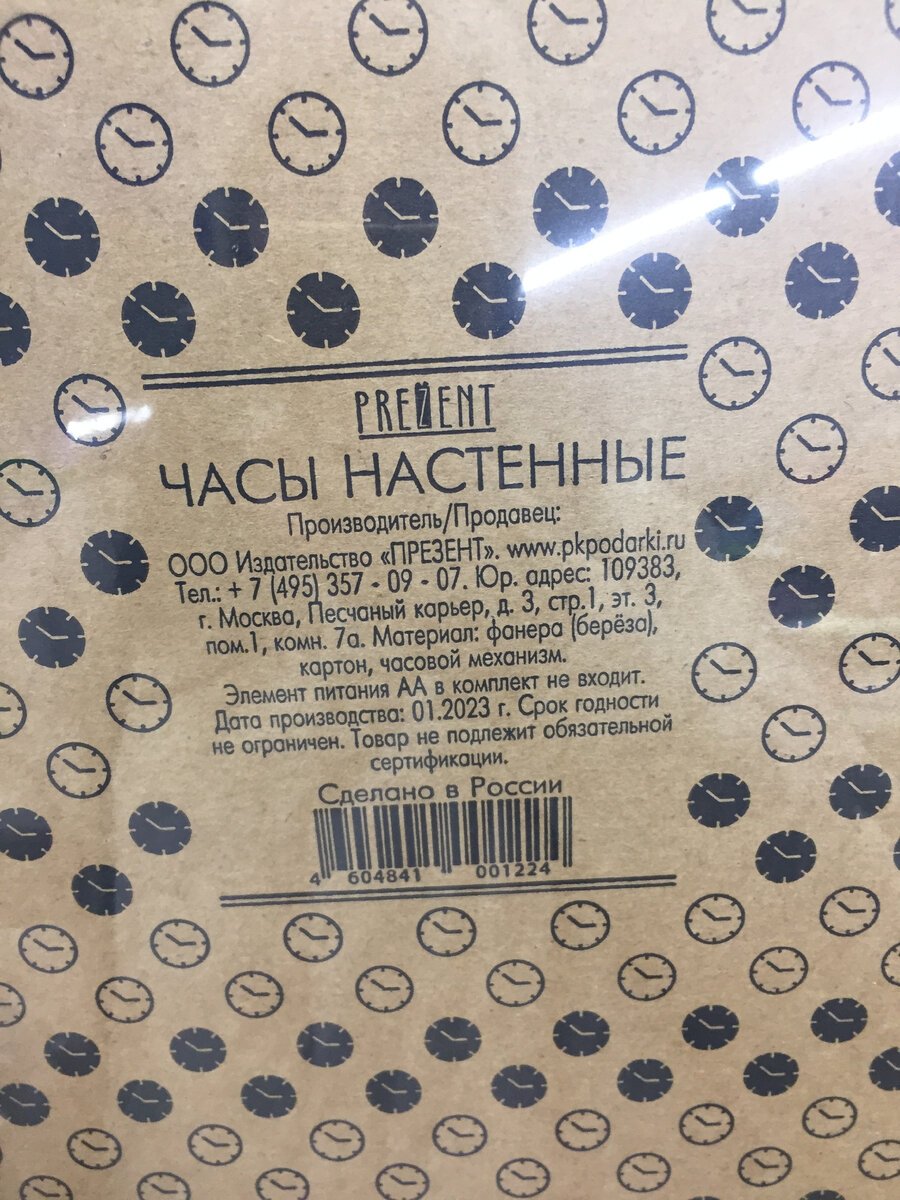 PREZENT
ЧАСЫ НАСТЕННЫЕ
Производитель/Продавец:
ООО Издательство «ПРЕЗЕНТ». www.pkpodarki.ru
Тел.: + 7 (495) 357 - 09 - 07. Юр. адрес: 109383,
г. Москва, Песчаный карьер, д. 3, стр.1, эт. 3,
пом.1, комн. 7а. Материал: фанера (берёза),
картон, часовой механизм.
Элемент питания АА в комплект не входит.
Дата производства: 01.2023 г. Срок годности
не ограничен. Товар не подлежит обязательной
сертификации.
Сделано в России
4 604841 001224